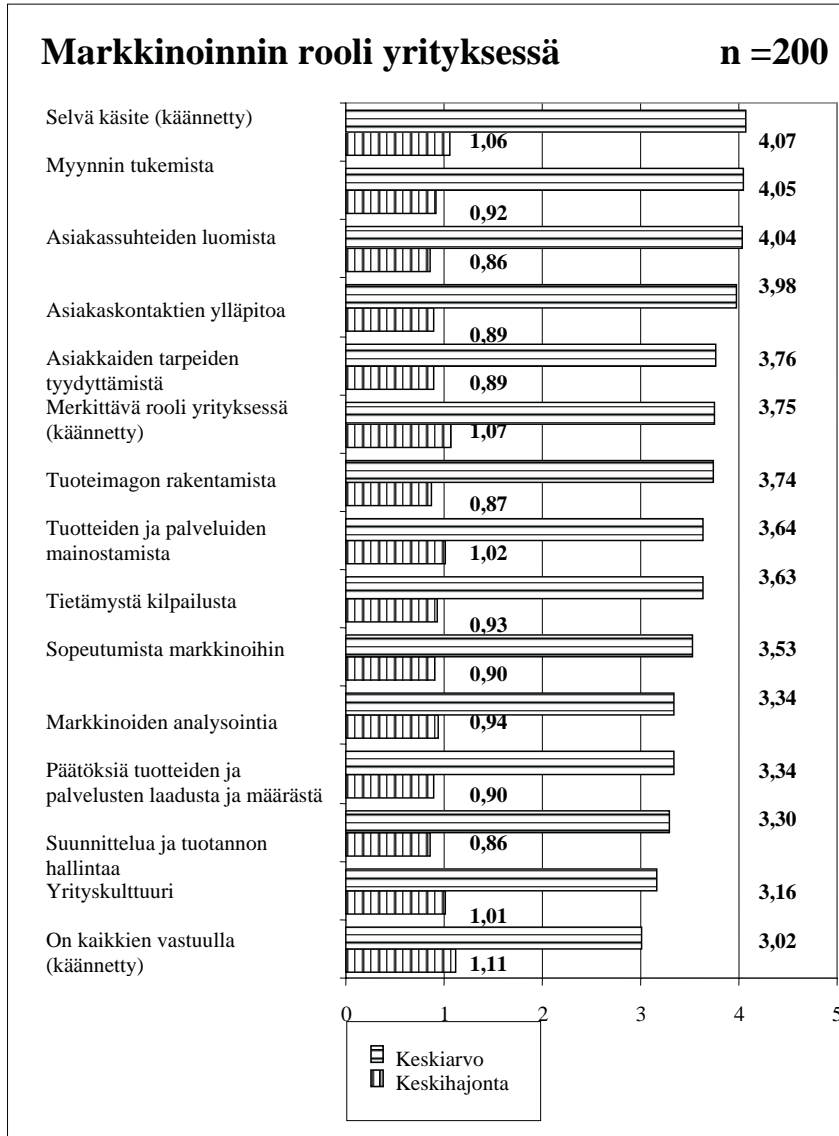 Markkinoinnin rooli yrityksessä n =200
Selvä käsite (käännetty)
1,06 4,07
Myynnin tukemista
0,92 4,05
Asiakassuhteiden luomista
0,86 4,04
Asiakaskontaktien ylläpitoa
0,89 3,98
Asiakkaiden tarpeiden
tyydyttämistä
0,89 3,76
Merkittävä rooli yrityksessä
(käännetty)
1,07 3,75
Tuoteimagon rakentamista
0,87 3,74
Tuotteiden ja palveluiden
mainostamista
1,02 3,64
Tietämystä kilpailusta
0,93 3,63
Sopeutumista markkinoihin
0,90 3,53
Markkinoiden analysointia
0,94 3,34
Päätöksiä tuotteiden ja
palvelusten laadusta ja määrästä
0,90 3,34
Suunnittelua ja tuotannon
hallintaa
0,86 3,30
Yrityskulttuuri
1,01 3,16
On kaikkien vastuulla
(käännetty)
1,11 3,02
0 1 2 3 4 5
Keskiarvo
Keskihajonta